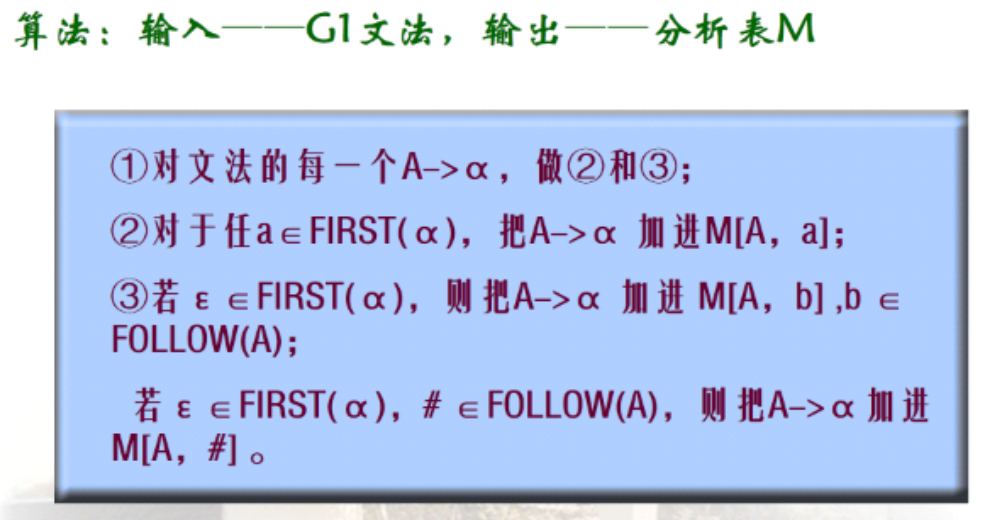 算法：输入——G1文法，输出——分析表M
①对文法的每一个A->α，做②和③；
②对于任a∈FIRST(α)，把A->α 加进M[A，a]；
③若 ε ∈FIRST(α)，则把A->α 加进 M[A，b] ,b ∈
FOLLOW(A)；
若 ε ∈FIRST(α)，# ∈FOLLOW(A)，则把A->α 加进
M[A，#] 。